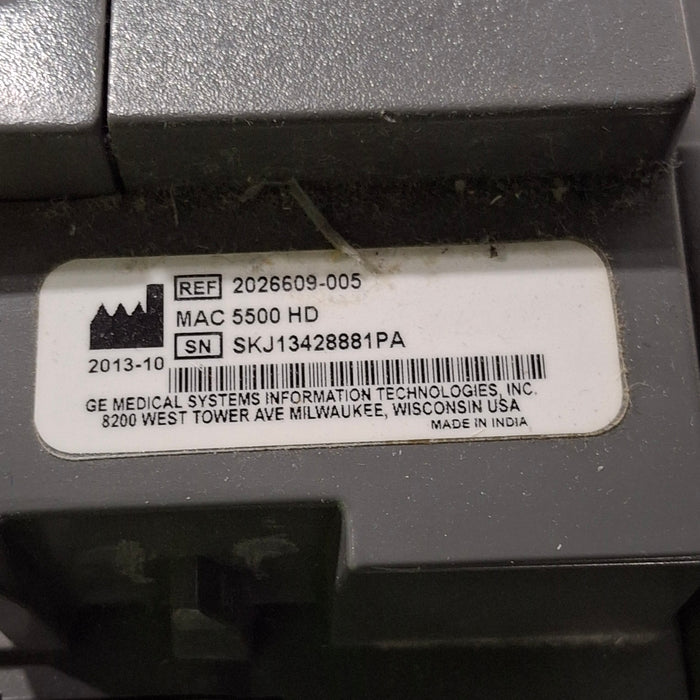 REF 2026609-005
MAC 5500 HD
SN SKJ13428881PA
2013-10
GE MEDICAL SYSTEMS INFORMATION TECHNOLOGIES, INC.
8200 WEST TOWER AVE MILWAUKEE, WISCONSIN USA
MADE IN INDIA